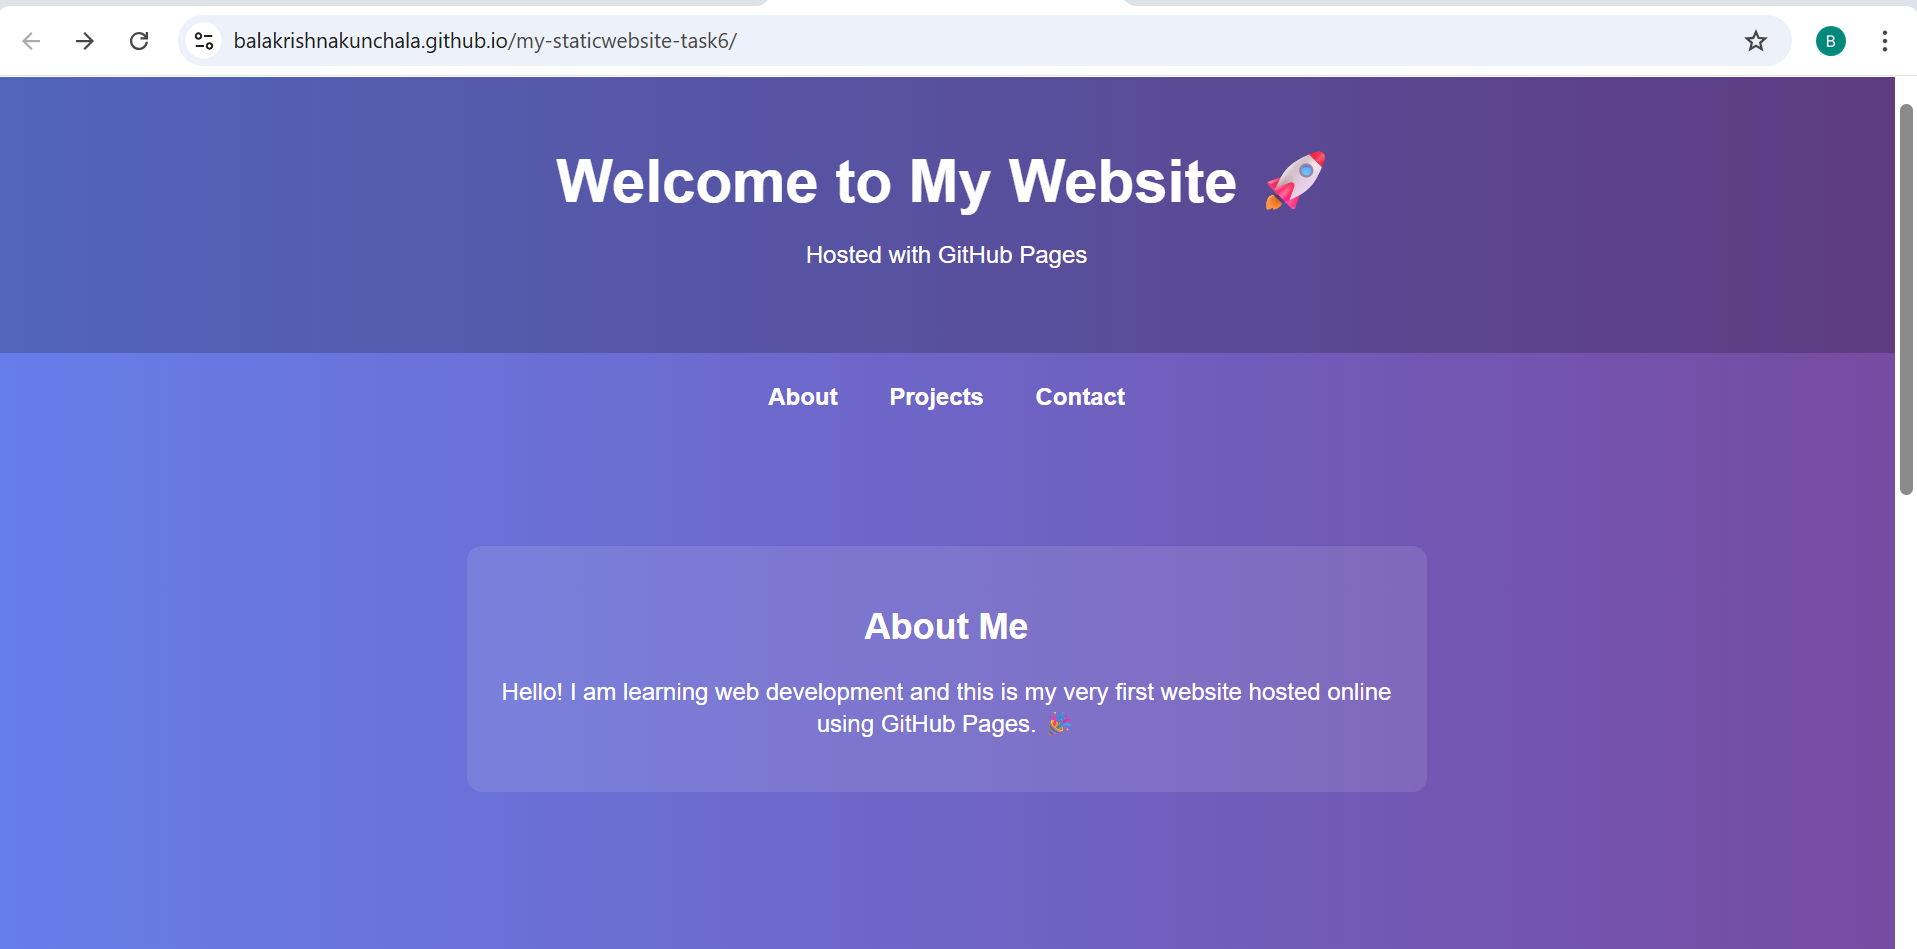 balakrishnakunchala.github.io/my-staticwebsite-task6/
B
Welcome to My Website 🚀
Hosted with GitHub Pages
About Projects Contact
About Me
Hello! I am learning web development and this is my very first website hosted online
using GitHub Pages. 🎉